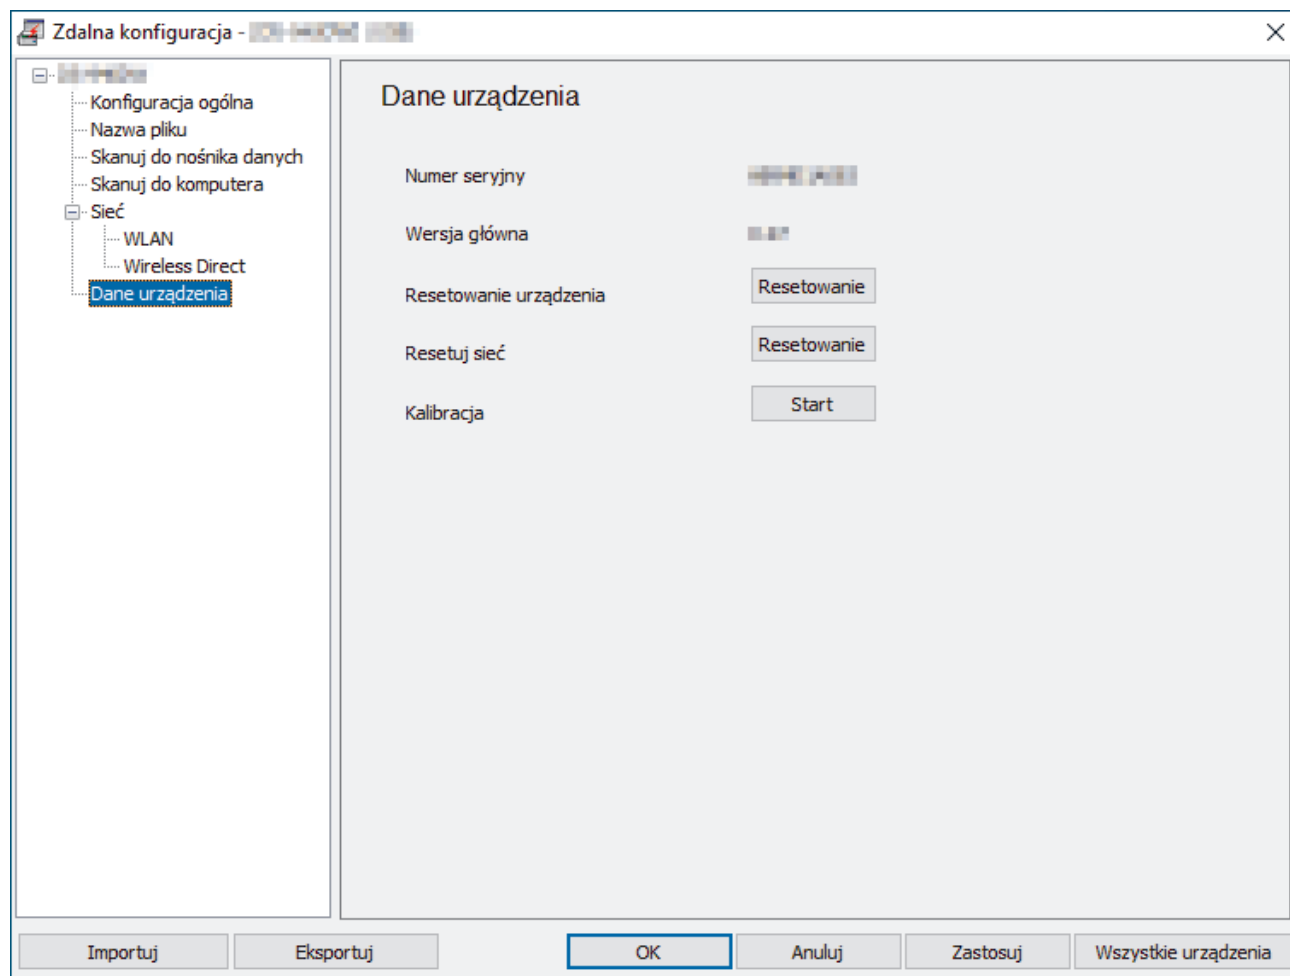 Zdalna konfiguracja -
Konfiguracja ogólna
Nazwa pliku
Skanuj do nośnika danych
Skanuj do komputera
Sieć
WLAN
Wireless Direct
Dane urządzenia
Dane urządzenia
Numer seryjny
Wersja główna
Resetowanie urządzenia Resetowanie
Resetuj sieć Resetowanie
Kalibracja Start
Importuj Eksportuj OK Anuluj Zastosuj Wszystkie urządzenia